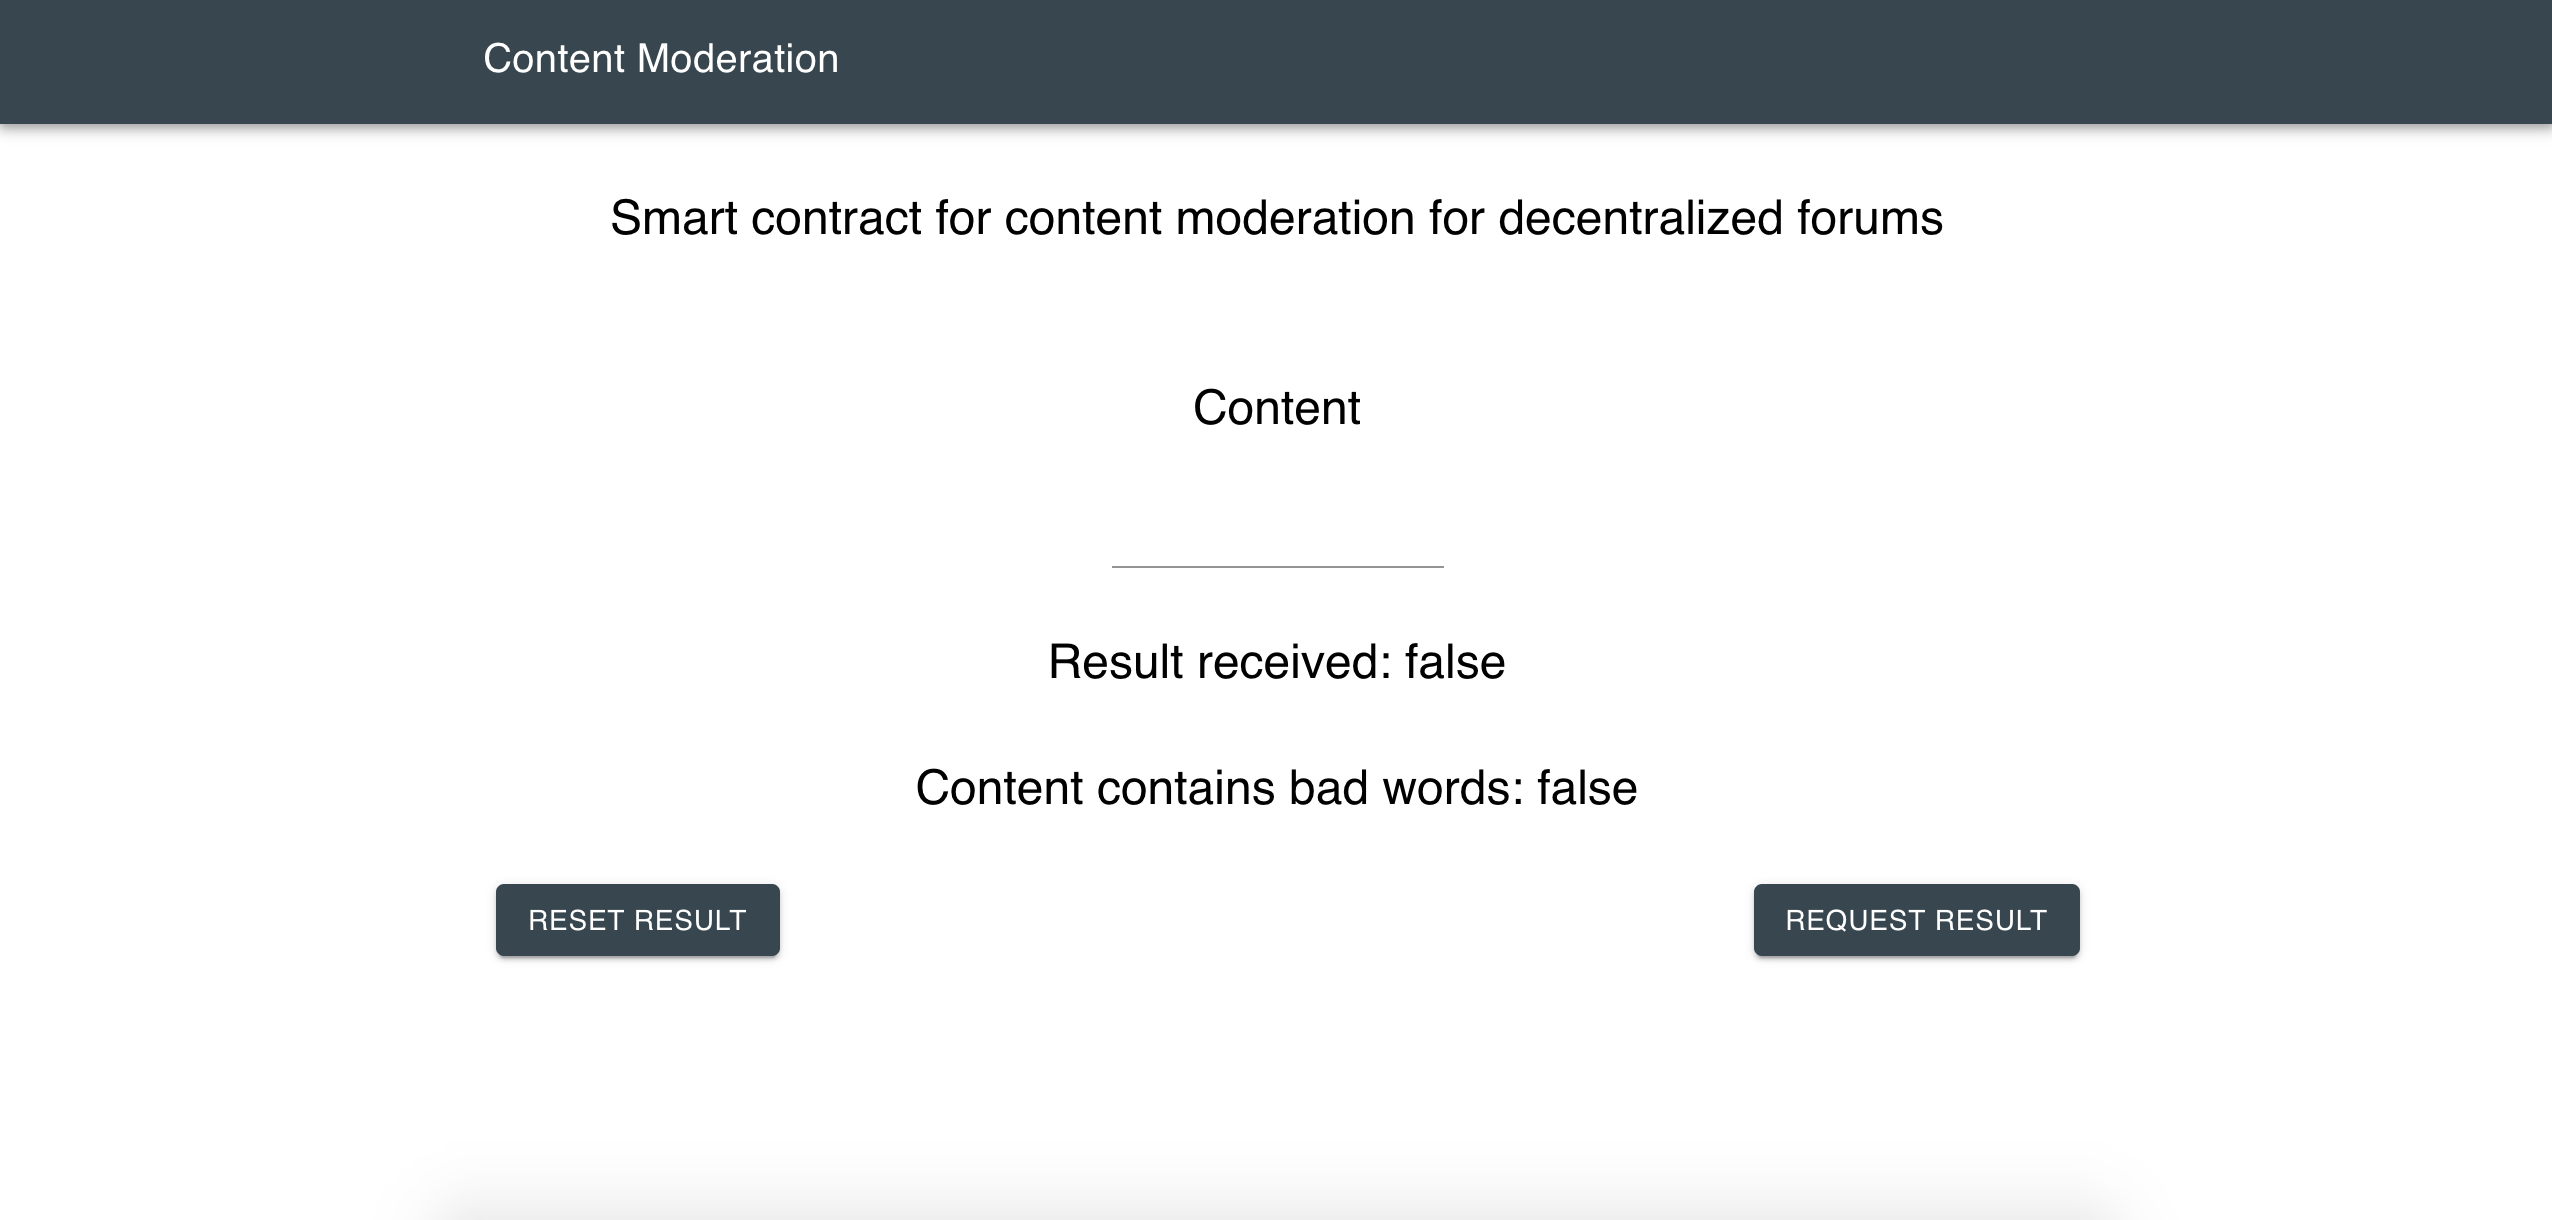 Content Moderation
Smart contract for content moderation for decentralized forums
Content
Result received: false
Content contains bad words: false
RESET RESULT
REQUEST RESULT